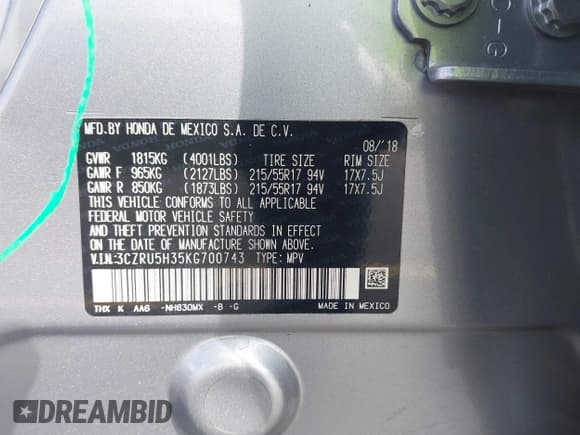 O-G
MFD.BY HONDA DE MEXICO S.A. DE C.V.
08/'18
GVWR 1815KG (4001LBS) TIRE SIZE RIM SIZE
GAWR F 965KG (2127LBS) 215/55R17 94V 17X7.5J
GAWR R 850KG (1873LBS) 215/55R17 94V 17X7.5J
THIS VEHICLE CONFORMS TO ALL APPLICABLE
FEDERAL MOTOR VEHICLE SAFETY
AND THEFT PREVENTION STANDARDS IN EFFECT
ON THE DATE OF MANUFACTURE SHOWN ABOVE.
V.I.N:3CZRU5H35KG700743 TYPE: MPV
THX K AA6 -NH830MX -B -G
MADE IN MEXICO
DREAMBID